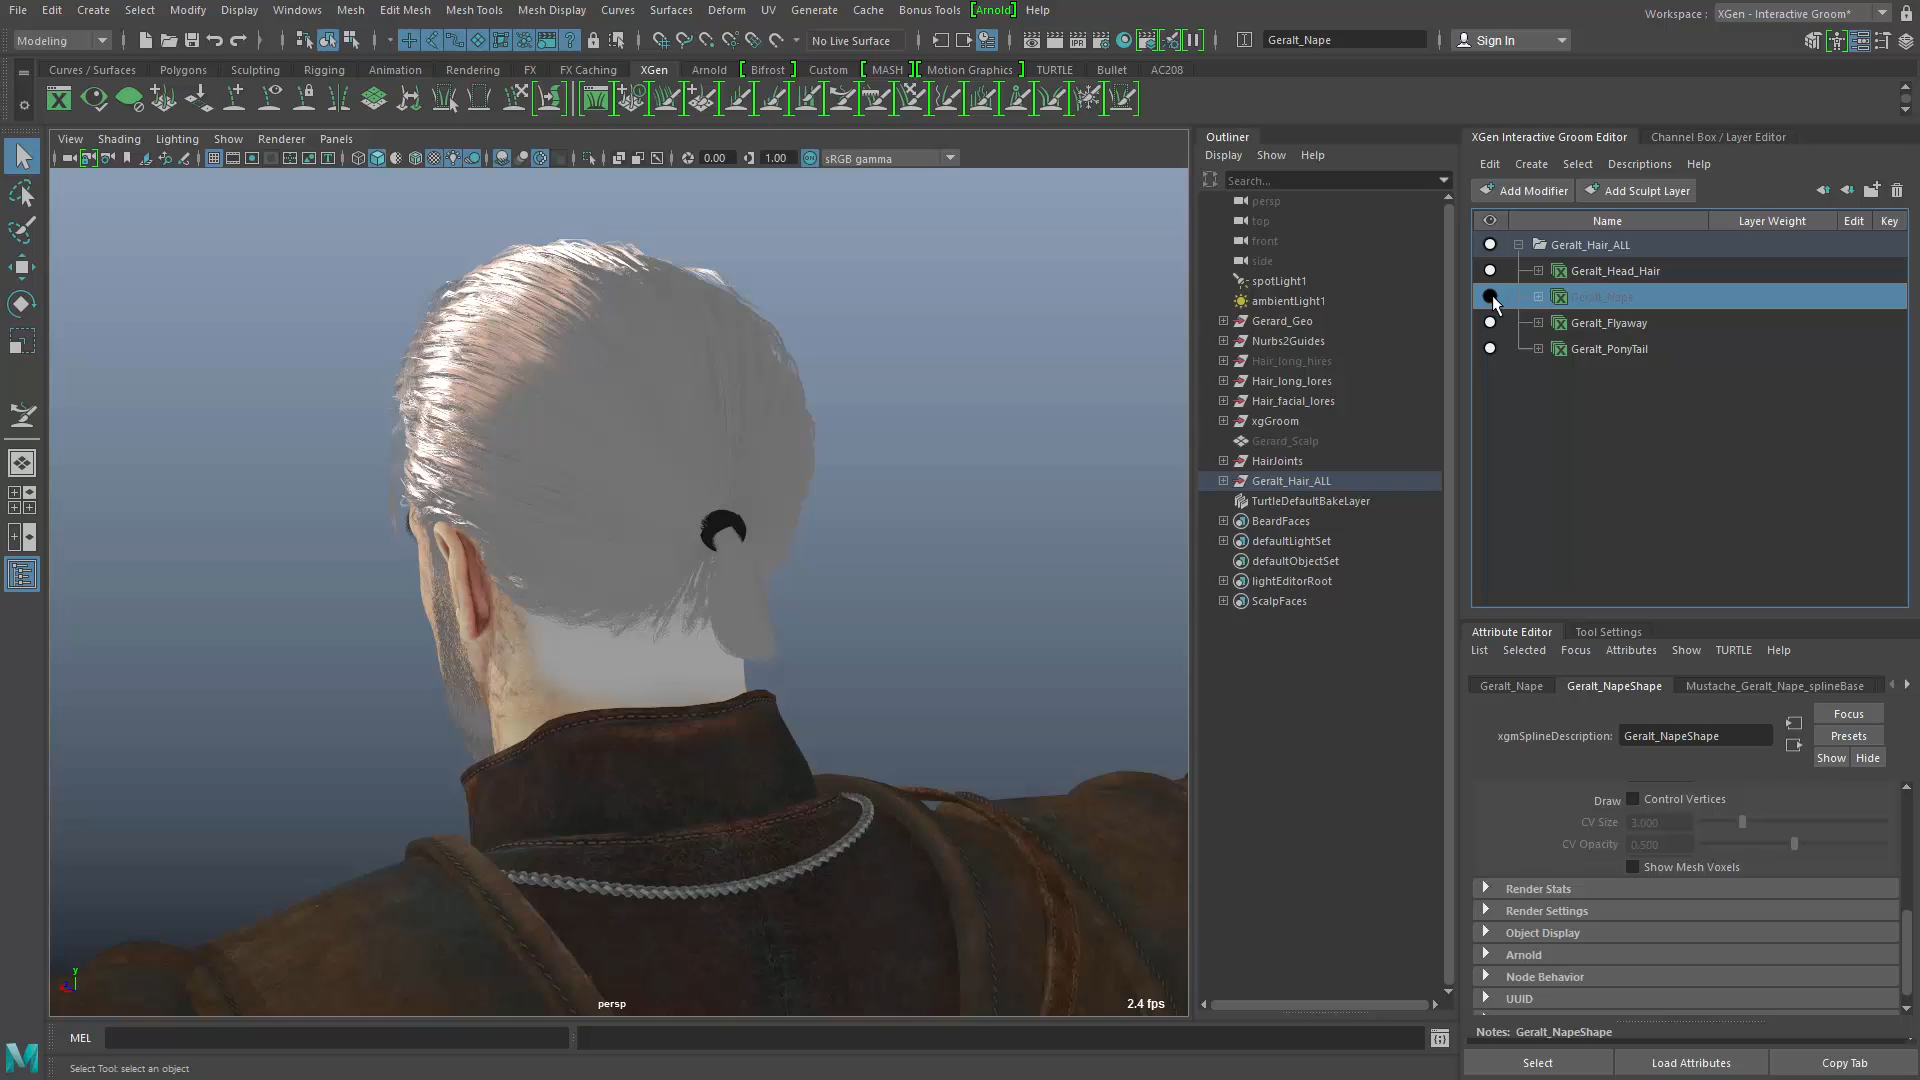 File Edit Create Select Modify Display Windows Mesh Edit Mesh Mesh Tools Mesh Display Curves Surfaces Deform UV Generate Cache Bonus Tools [Arnold] Help
Workspace : XGen - Interactive Groom*
Modeling
No Live Surface
Geralt_Nape
Sign In
Curves / Surfaces Polygons Sculpting Rigging Animation Rendering FX FX Caching XGen Arnold [ Bifrost ] Custom [ MASH ] [ Motion Graphics ] TURTLE Bullet AC208
View Shading Lighting Show Renderer Panels
0.00 1.00 sRGB gamma
persp
2.4 fps
Outliner
Display Show Help
Search...
persp
top
front
side
spotLight1
ambientLight1
Gerard_Geo
Nurbs2Guides
Hair_long_hires
Hair_long_lores
Hair_facial_lores
xgGroom
Gerard_Scalp
HairJoints
Geralt_Hair_ALL
TurtleDefaultBakeLayer
BeardFaces
defaultLightSet
defaultObjectSet
lightEditorRoot
ScalpFaces
XGen Interactive Groom Editor Channel Box / Layer Editor
Edit Create Select Descriptions Help
Add Modifier Add Sculpt Layer
Name Layer Weight Edit Key
Geralt_Hair_ALL
Geralt_Head_Hair
Geralt_Nape
Geralt_Flyaway
Geralt_PonyTail
Attribute Editor Tool Settings
List Selected Focus Attributes Show TURTLE Help
Geralt_Nape Geralt_NapeShape Mustache_Geralt_Nape_splineBase
Focus
xgmSplineDescription: Geralt_NapeShape
Presets
Show Hide
Draw Control Vertices
CV Size 3.000
CV Opacity 0.500
Show Mesh Voxels
Render Stats
Render Settings
Object Display
Arnold
Node Behavior
UUID
Notes: Geralt_NapeShape
Select Load Attributes Copy Tab
MEL
Select Tool: select an object